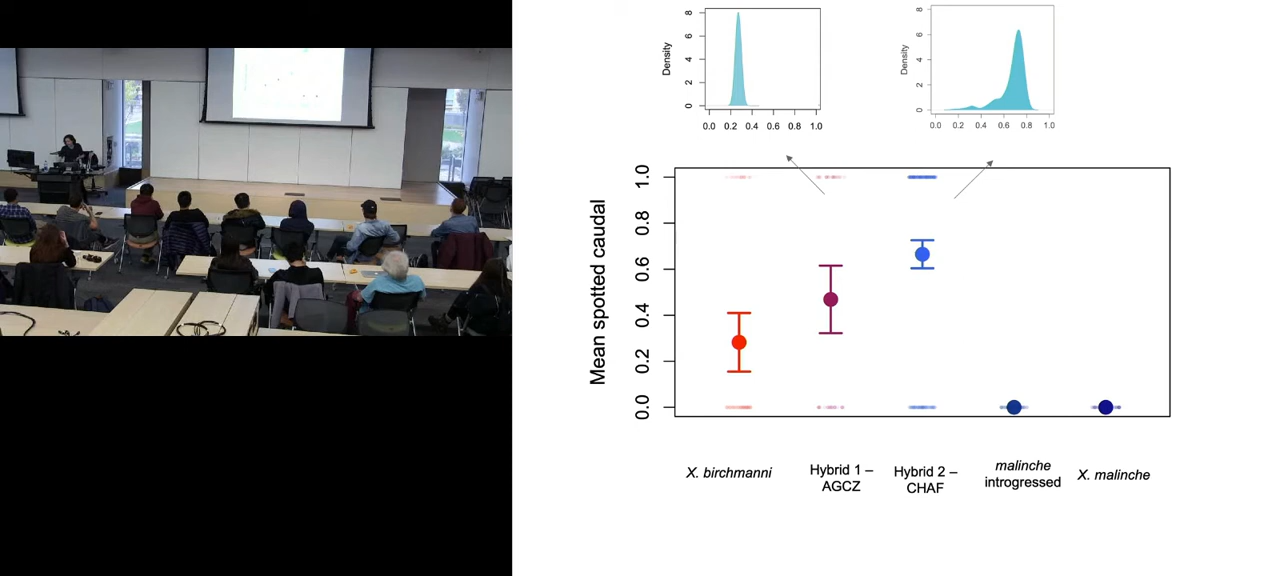 Density
8
6
4
2
0
0.0 0.2 0.4 0.6 0.8 1.0
Density
8
6
4
2
0
0.0 0.2 0.4 0.6 0.8 1.0
Mean spotted caudal
1.0
0.8
0.6
0.4
0.2
0.0
X. birchmanni
Hybrid 1 –
AGCZ
Hybrid 2 –
CHAF
malinche
introgressed
X. malinche